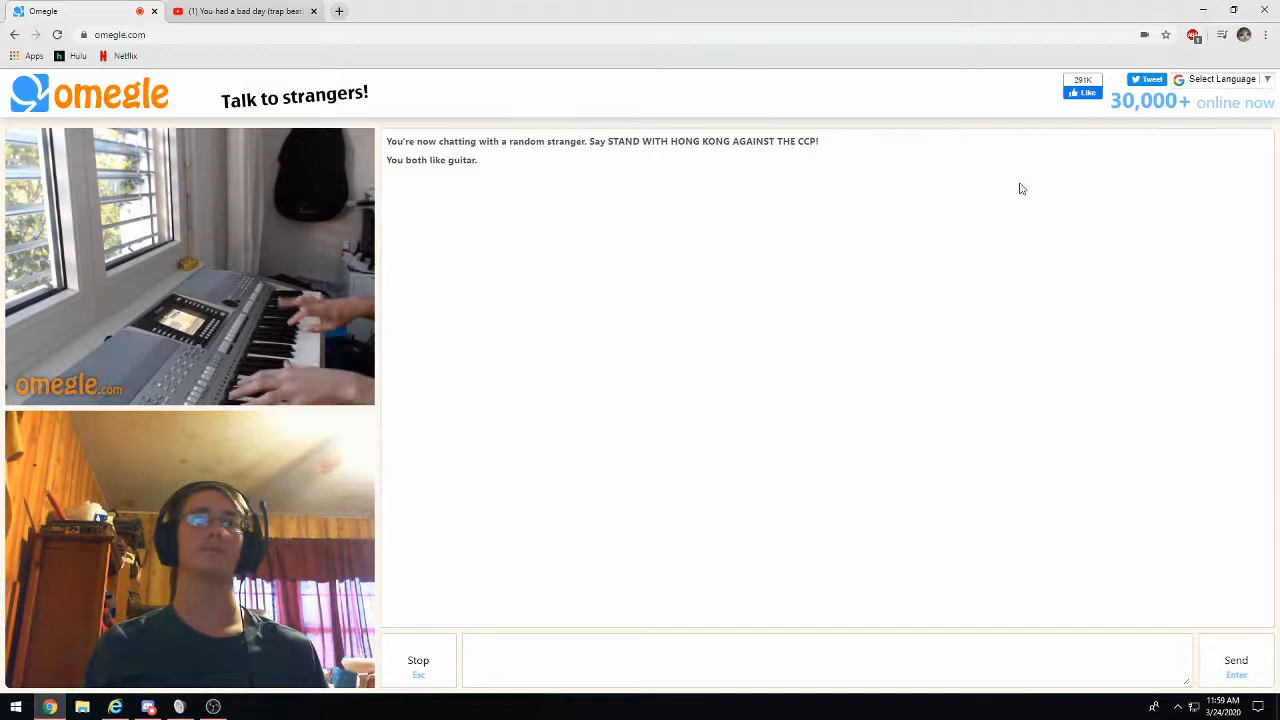 Omegle
(1) You had a bad day (trap beat)
omegle.com
Apps
Hulu
Netflix
omegle
Talk to strangers!
291K
Like
Tweet
Select Language
30,000+ online now
You're now chatting with a random stranger. Say STAND WITH HONG KONG AGAINST THE CCP!
You both like guitar.
omegle.com
Stop
Esc
Send
Enter
11:59 AM
3/24/2020